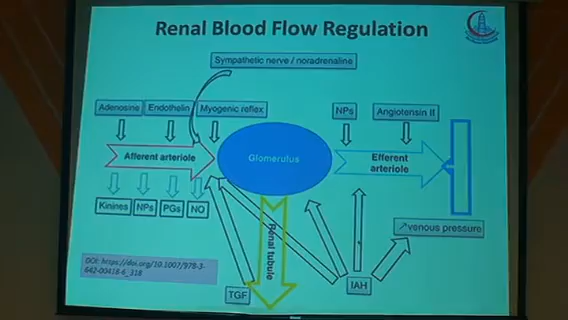 Renal Blood Flow Regulation
Sympathetic nerve / noradrenaline
Adenosine
Endothelin
Myogenic reflex
NPs
Angiotensin II
Afferent arteriole
Glomerulus
Efferent
arteriole
Kinines
NPs
PGs
NO
Renal tubule
↗venous pressure
DOI: https://doi.org/10.1007/978-3-
642-00418-6_318
TGF
IAH